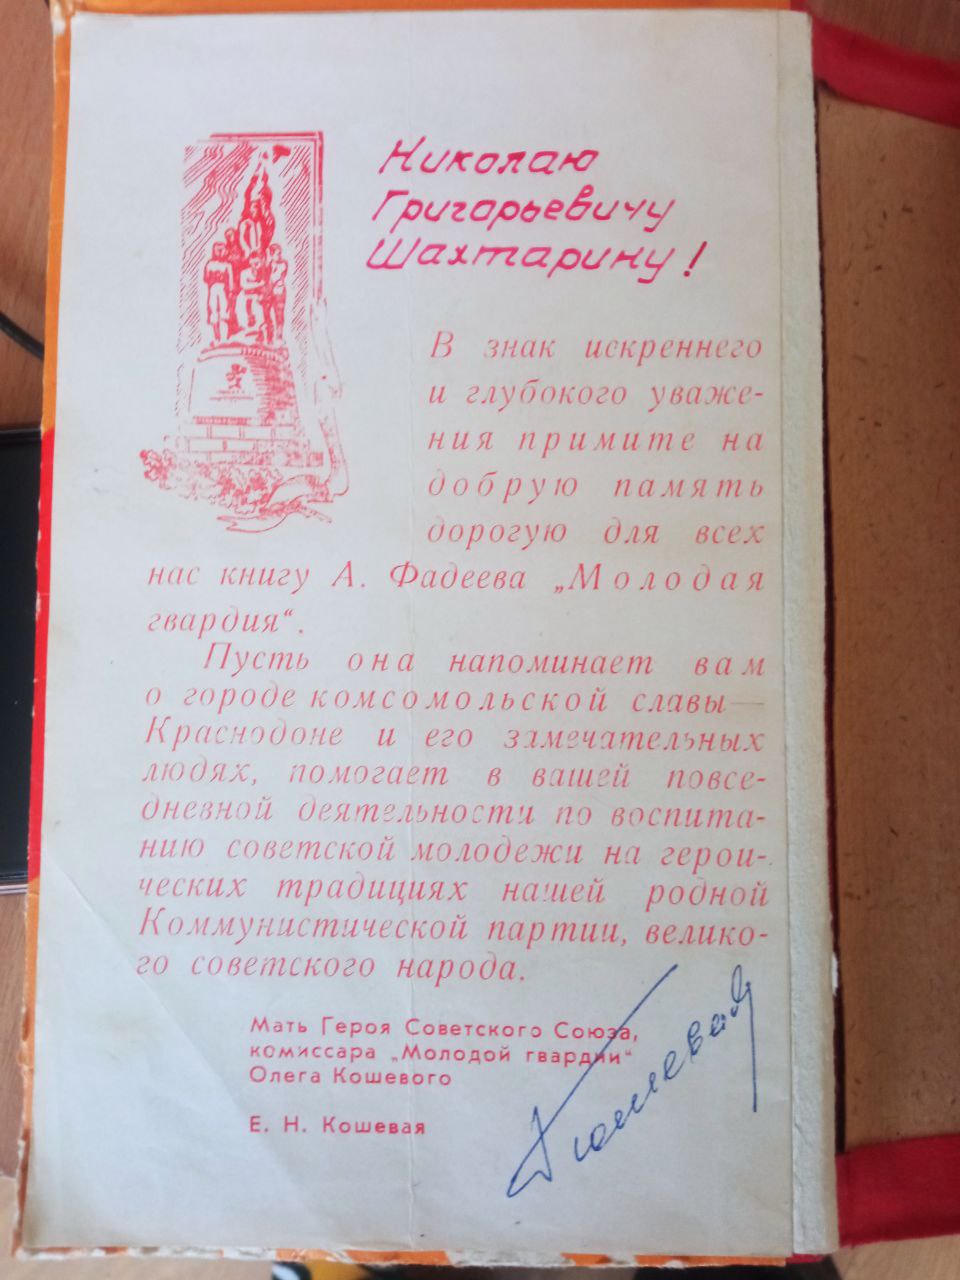 Николаю
Григарьевичу
Шахтарину!
В знак искреннего
и глубокого уваже-
ния примите на
добрую память
дорогую для всех
нас книгу А. Фадеева „Молодая
гвардия“.
Пусть она напоминает вам
о городе комсомольской славы—
Краснодоне и его замечательных
людях, помогает в вашей повсе-
дневной деятельности по воспита-
нию советской молодежи на герои-
ческих традициях нашей родной
Коммунистической партии, велико-
го советского народа.
Мать Героя Советского Союза,
комиссара „Молодой гвардии“
Олега Кошевого
Е. Н. Кошевая
Кошевая